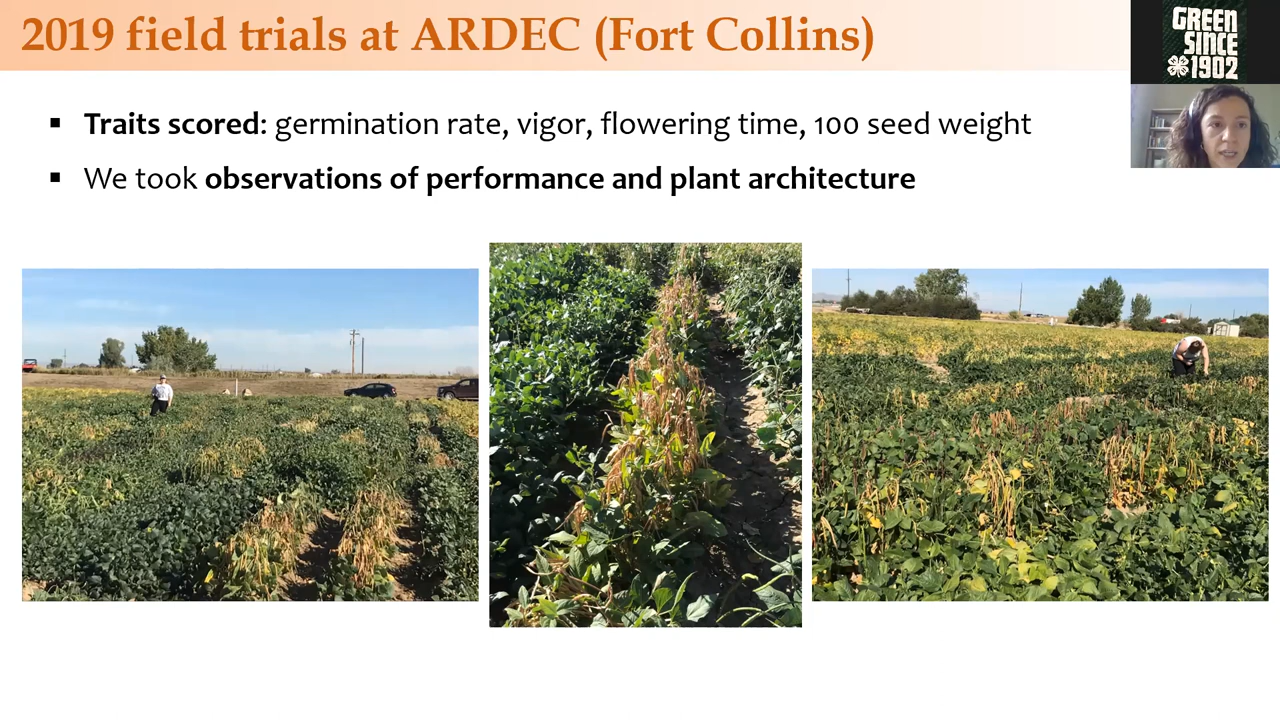 2019 field trials at ARDEC (Fort Collins)
GREEN
SINCE
1902
▪ Traits scored: germination rate, vigor, flowering time, 100 seed weight
▪ We took observations of performance and plant architecture